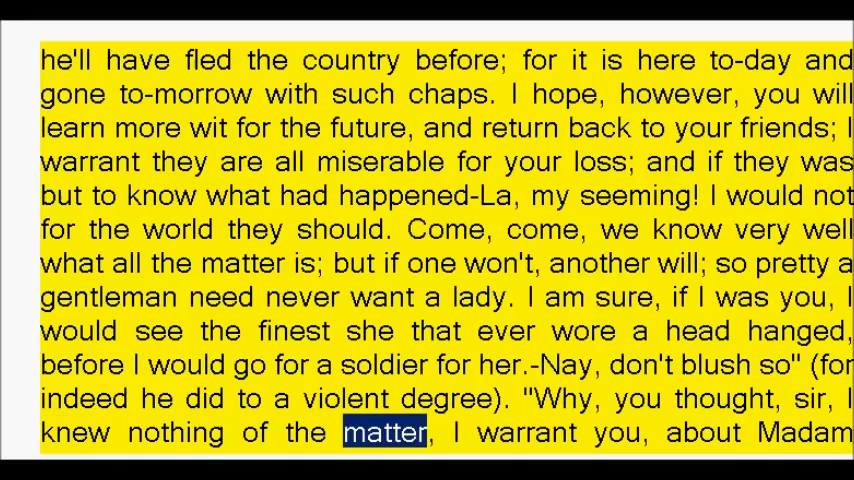 he'll have fled the country before; for it is here to-day and
gone to-morrow with such chaps. I hope, however, you will
learn more wit for the future, and return back to your friends; I
warrant they are all miserable for your loss; and if they was
but to know what had happened-La, my seeming! I would not
for the world they should. Come, come, we know very well
what all the matter is; but if one won't, another will; so pretty a
gentleman need never want a lady. I am sure, if I was you, I
would see the finest she that ever wore a head hanged,
before I would go for a soldier for her.-Nay, don't blush so" (for
indeed he did to a violent degree). "Why, you thought, sir, I
knew nothing of the matter, I warrant you, about Madam